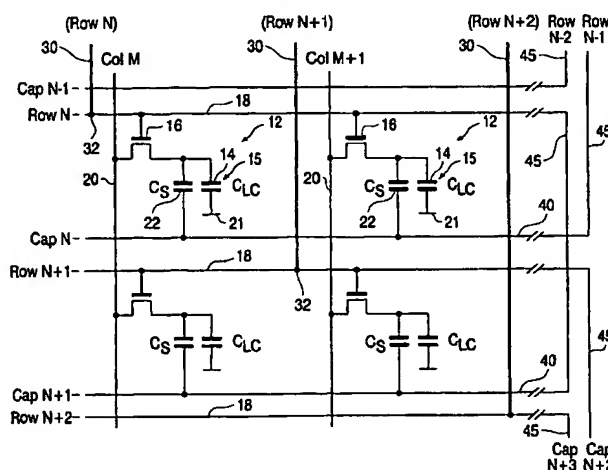 (Row N) (Row N+1) (Row N+2) Row Row
30 Col M 30 Col M+1 30 N-2 N-1
45
Cap N-1
18
Row N
16 12 16 12 45
32 14 15 14 15 45
20 CS CLC 20 CS CLC
22 21 22 21 40
Cap N
Row N+1
18 32
CS CLC CS CLC 45
40
Cap N+1
18
Row N+2
45 Cap Cap
N+3 N+2